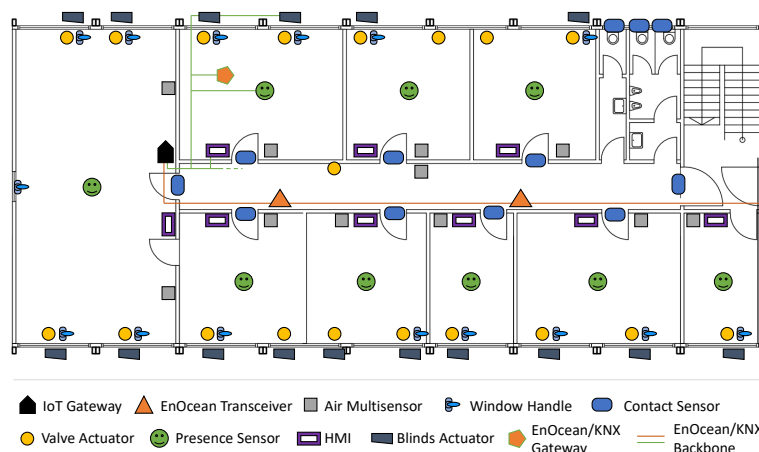 IoT Gateway EnOcean Transceiver Air Multisensor Window Handle Contact Sensor
Valve Actuator Presence Sensor HMI Blinds Actuator EnOcean/KNX Gateway EnOcean/KNX Backbone